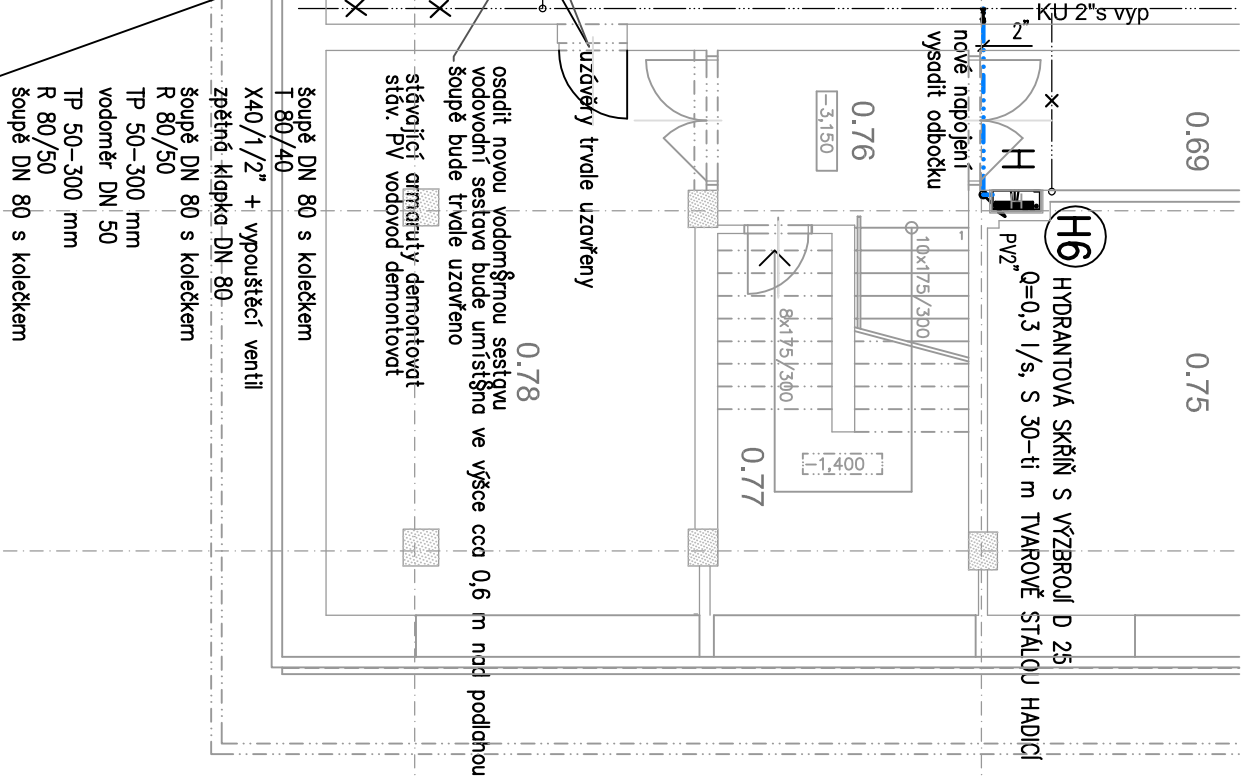 KU 2"s vyp
2"
nové napojení
vysadit odbočku
0.69
H
H6
HYDRANTOVÁ SKŘÍŇ S VÝZBROJÍ D 25
Q=0,3 l/s, S 30-ti m TVAROVĚ STÁLOU HADICÍ
PV2"
0.75
0.76
-3,150
1
10x175/300
8x175/300
-1,400
0.77
uzávěry trvale uzavřeny
0.78
osadit novou vodoměrnou sestavu
vodovodní sestava bude umístěna ve výšce cca 0,6 m nad podlahou
šoupě bude trvale uzavřeno
stávající armaruty demontovat
stáv. PV vodovod demontovat
šoupě DN 80 s kolečkem
T 80/40
X40/1/2" + vypouštěcí ventil
zpětná klapka DN 80
šoupě DN 80 s kolečkem
R 80/50
TP 50-300 mm
vodoměr DN 50
TP 50-300 mm
R 80/50
šoupě DN 80 s kolečkem